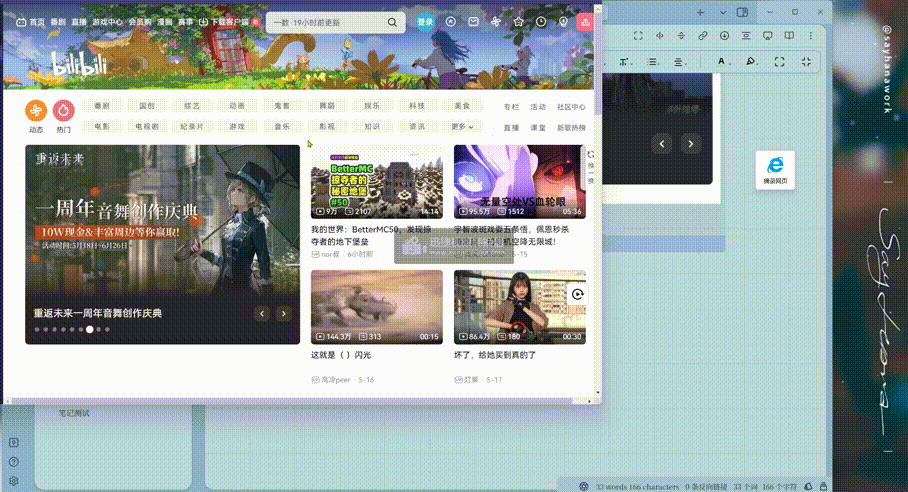 首页 番剧 直播 游戏中心 会员购 漫画 赛事 下载客户端
一数 ·19小时前更新
登录
bilibili
动态
热门
番剧 国创 综艺 动画 鬼畜 舞蹈 娱乐 科技 美食
电影 电视剧 纪录片 游戏 音乐 影视 知识 资讯 更多
专栏 活动 社区中心
直播 课堂 新歌热榜
重返未来
一周年音舞创作庆典
10W现金&丰富周边等你赢取!
活动时间:5月18日-6月26日
重返未来一周年音舞创作庆典
BetterMC
掠夺者的
秘密地堡
#50
9万 2107 14:14
我的世界：BetterMC50，发现掠
夺者的地下堡垒
nor叔 · 6小时前
无量空处VS血轮眼
95.5万 1512 05:36
宇智波斑戏耍五条悟，佩恩秒杀
5-15
换一换
144.3万 313 00:15
这就是（ ）闪光
高冷peer · 5-16
86.4万 180 00:30
坏了，给她买到真的了
灯果 · 5-17
摘录网页
@sayhanawork
笔记测试
33 words 166 characters 0 条反向链接 33 个词 166 个字符